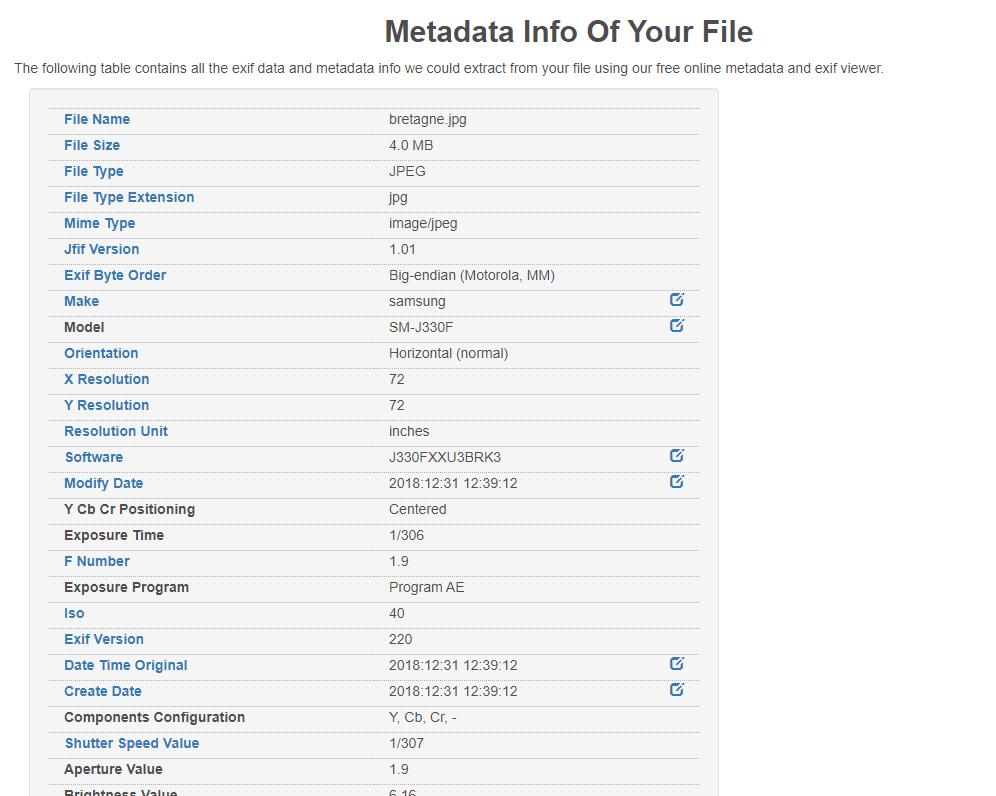 Metadata Info Of Your File
The following table contains all the exif data and metadata info we could extract from your file using our free online metadata and exif viewer.
File Name bretagne.jpg
File Size 4.0 MB
File Type JPEG
File Type Extension jpg
Mime Type image/jpeg
Jfif Version 1.01
Exif Byte Order Big-endian (Motorola, MM)
Make samsung
Model SM-J330F
Orientation Horizontal (normal)
X Resolution 72
Y Resolution 72
Resolution Unit inches
Software J330FXXU3BRK3
Modify Date 2018:12:31 12:39:12
Y Cb Cr Positioning Centered
Exposure Time 1/306
F Number 1.9
Exposure Program Program AE
Iso 40
Exif Version 220
Date Time Original 2018:12:31 12:39:12
Create Date 2018:12:31 12:39:12
Components Configuration Y, Cb, Cr, -
Shutter Speed Value 1/307
Aperture Value 1.9
Brightness Value 6.16